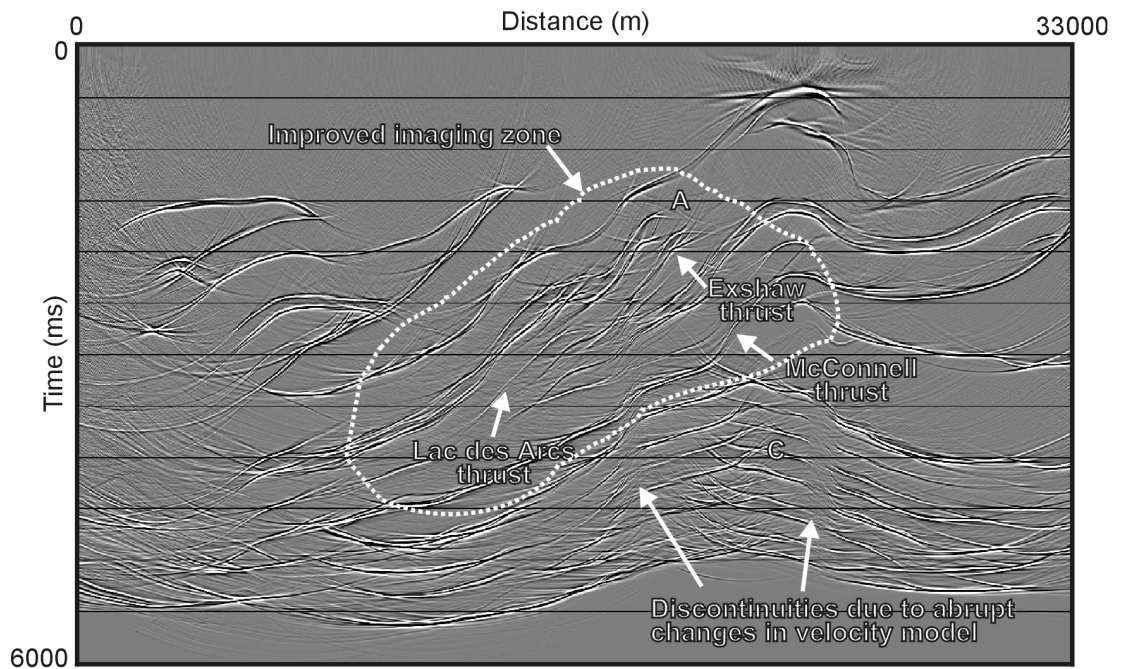 Distance (m)
0
33000
0
Improved imaging zone
A
Exshaw
thrust
Time (ms)
McConnell
thrust
Lac des Arcs
thrust
C
Discontinuities due to abrupt
changes in velocity model
6000